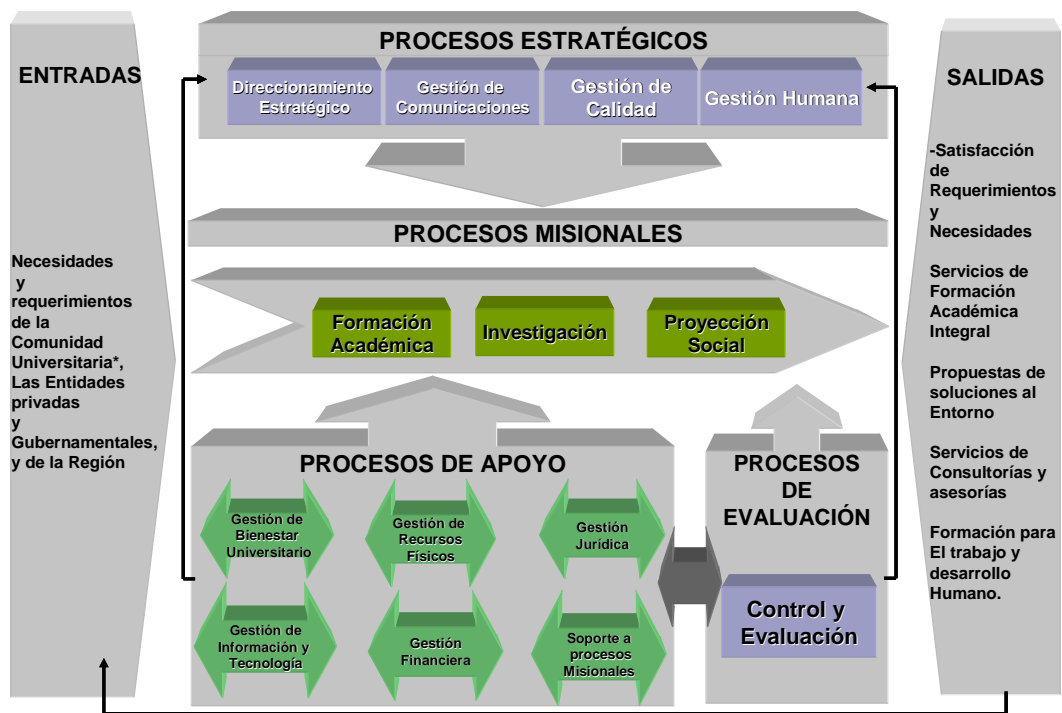 ENTRADAS
Necesidades
y
requerimientos
de la
Comunidad
Universitaria*,
Las Entidades
privadas
y
Gubernamentales,
y de la Región
PROCESOS ESTRATÉGICOS
Direccionamiento
Estratégico
Gestión de
Comunicaciones
Gestión de
Calidad
Gestión Humana
PROCESOS MISIONALES
Formación
Académica
Investigación
Proyección
Social
PROCESOS DE APOYO
Gestión de
Bienestar
Universitario
Gestión de
Recursos
Físicos
Gestión
Jurídica
Gestión de
Información y
Tecnología
Gestión
Financiera
Soporte a
procesos
Misionales
PROCESOS
DE
EVALUACIÓN
Control y
Evaluación
SALIDAS
-Satisfacción
de
Requerimientos
y
Necesidades
Servicios de
Formación
Académica
Integral
Propuestas de
soluciones al
Entorno
Servicios de
Consultorías y
asesorías
Formación para
El trabajo y
desarrollo
Humano.